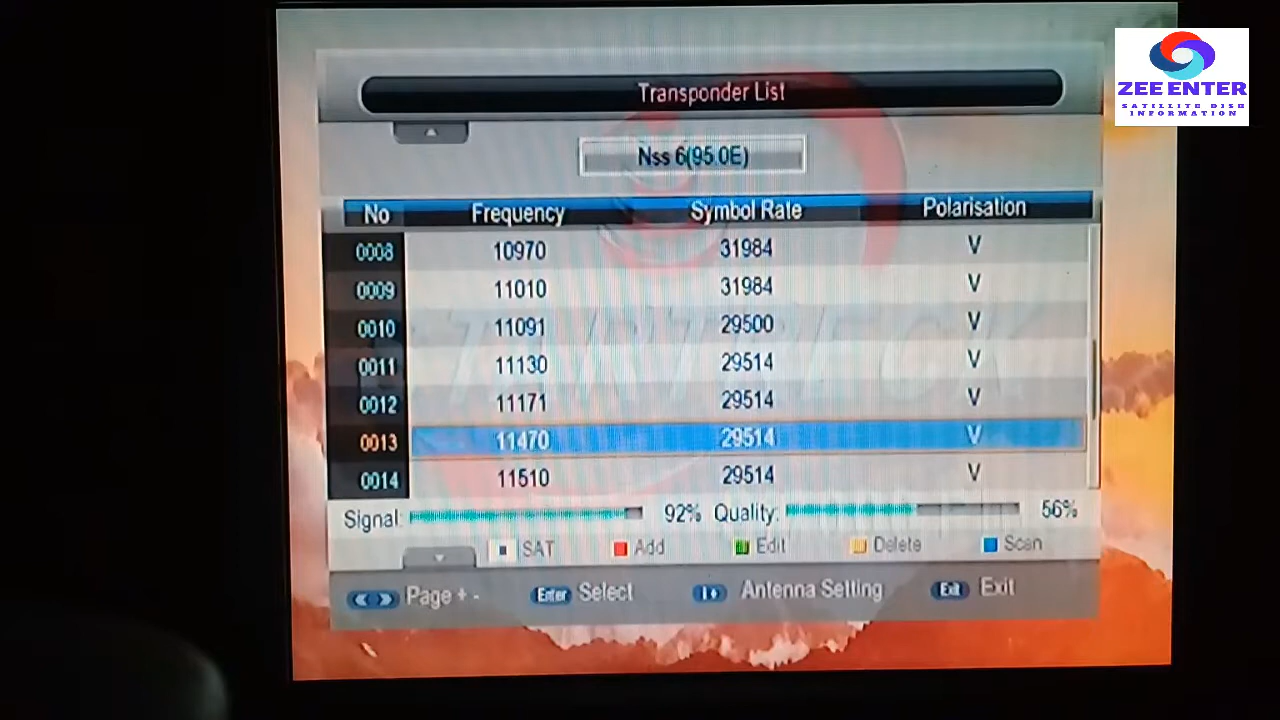 ZEE ENTER
SATILLITE DISH
INFORMATION
Transponder List
Nss 6(95.0E)
No Frequency Symbol Rate Polarisation
0008 10970 31984 V
0009 11010 31984 V
0010 11091 29500 V
0011 11130 29514 V
0012 11171 29514 V
0013 11470 29514 V
0014 11510 29514 V
Signal: 92% Quality: 56%
SAT Add Edit Delete Scan
Page + - Enter Select i+ Antenna Setting Exit Exit